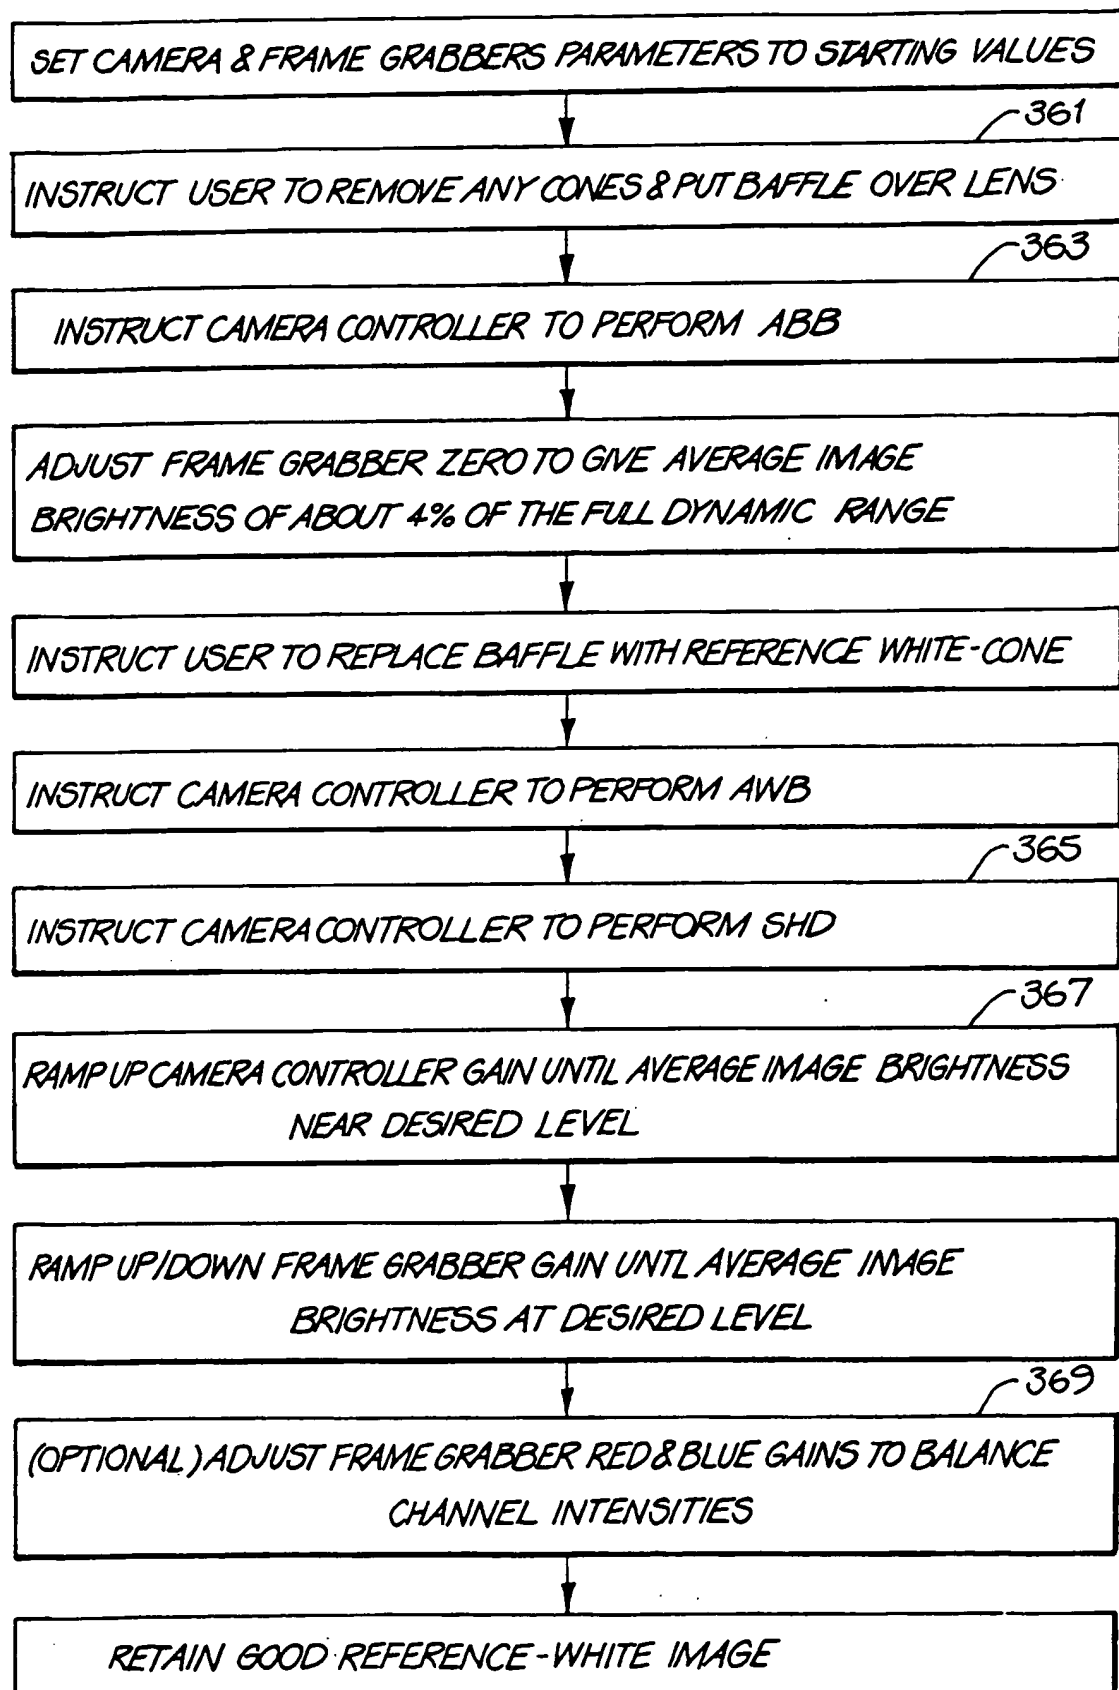 SET CAMERA & FRAME GRABBERS PARAMETERS TO STARTING VALUES
361
INSTRUCT USER TO REMOVE ANY CONES & PUT BAFFLE OVER LENS
363
INSTRUCT CAMERA CONTROLLER TO PERFORM ABB
ADJUST FRAME GRABBER ZERO TO GIVE AVERAGE IMAGE
BRIGHTNESS OF ABOUT 4% OF THE FULL DYNAMIC RANGE
INSTRUCT USER TO REPLACE BAFFLE WITH REFERENCE WHITE-CONE
INSTRUCT CAMERA CONTROLLER TO PERFORM AWB
365
INSTRUCT CAMERA CONTROLLER TO PERFORM SHD
367
RAMP UP CAMERA CONTROLLER GAIN UNTIL AVERAGE IMAGE BRIGHTNESS
NEAR DESIRED LEVEL
RAMP UP/DOWN FRAME GRABBER GAIN UNTL AVERAGE IMAGE
BRIGHTNESS AT DESIRED LEVEL
369
(OPTIONAL) ADJUST FRAME GRABBER RED & BLUE GAINS TO BALANCE
CHANNEL INTENSITIES
RETAIN GOOD REFERENCE-WHITE IMAGE